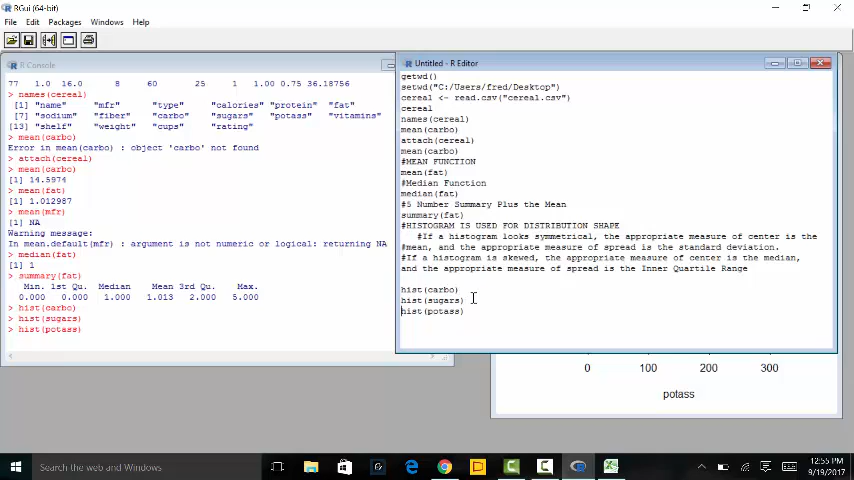 RGui (64-bit)
File Edit Packages Windows Help
R Console
77 1.0 16.0 8 60 25 1 1.00 0.75 36.18756
> names(cereal)
[1] "name" "mfr" "type" "calories" "protein" "fat"
[7] "sodium" "fiber" "carbo" "sugars" "potass" "vitamins"
[13] "shelf" "weight" "cups" "rating"
> mean(carbo)
Error in mean(carbo) : object 'carbo' not found
> attach(cereal)
> mean(carbo)
[1] 14.5974
> mean(fat)
[1] 1.012987
> mean(mfr)
[1] NA
Warning message:
In mean.default(mfr) : argument is not numeric or logical: returning NA
> median(fat)
[1] 1
> summary(fat)
Min. 1st Qu. Median Mean 3rd Qu. Max.
0.000 0.000 1.000 1.013 2.000 5.000
> hist(carbo)
> hist(sugars)
> hist(potass)
>
Untitled - R Editor
getwd()
setwd("C:/Users/fred/Desktop")
cereal <- read.csv("cereal.csv")
cereal
names(cereal)
mean(carbo)
attach(cereal)
mean(carbo)
#MEAN FUNCTION
mean(fat)
#Median Function
median(fat)
#5 Number Summary Plus the Mean
summary(fat)
#HISTOGRAM IS USED FOR DISTRIBUTION SHAPE
#If a histogram looks symmetrical, the appropriate measure of center is the
#mean, and the appropriate measure of spread is the standard deviation.
#If a histogram is skewed, the appropriate measure of center is the median,
and the appropriate measure of spread is the Inner Quartile Range
hist(carbo)
hist(sugars)
hist(potass)
0 100 200 300
potass
Search the web and Windows
12:55 PM
9/19/2017